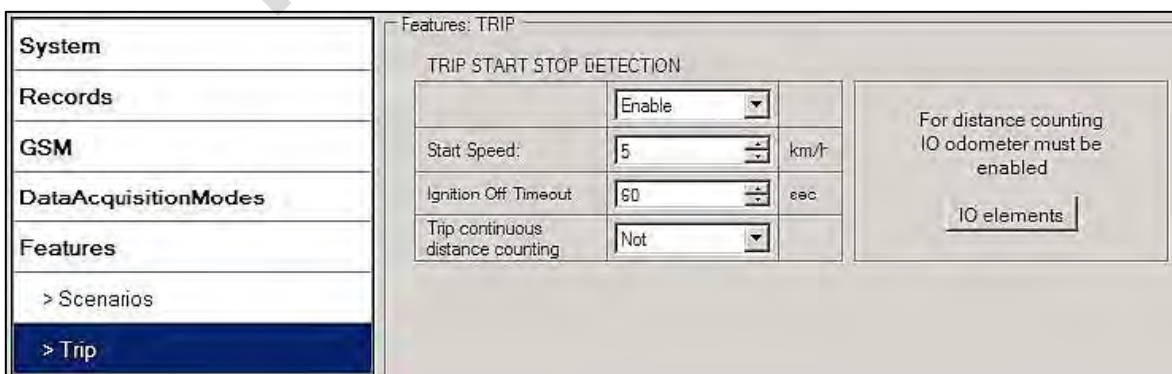 System
Records
GSM
DataAcquisitionModes
Features
> Scenarios
> Trip
Features: TRIP
TRIP START STOP DETECTION
Enable
Start Speed:
5
km/h
Ignition Off Timeout
60
sec
Trip continuous
distance counting
Not
For distance counting
IO odometer must be
enabled
IO elements